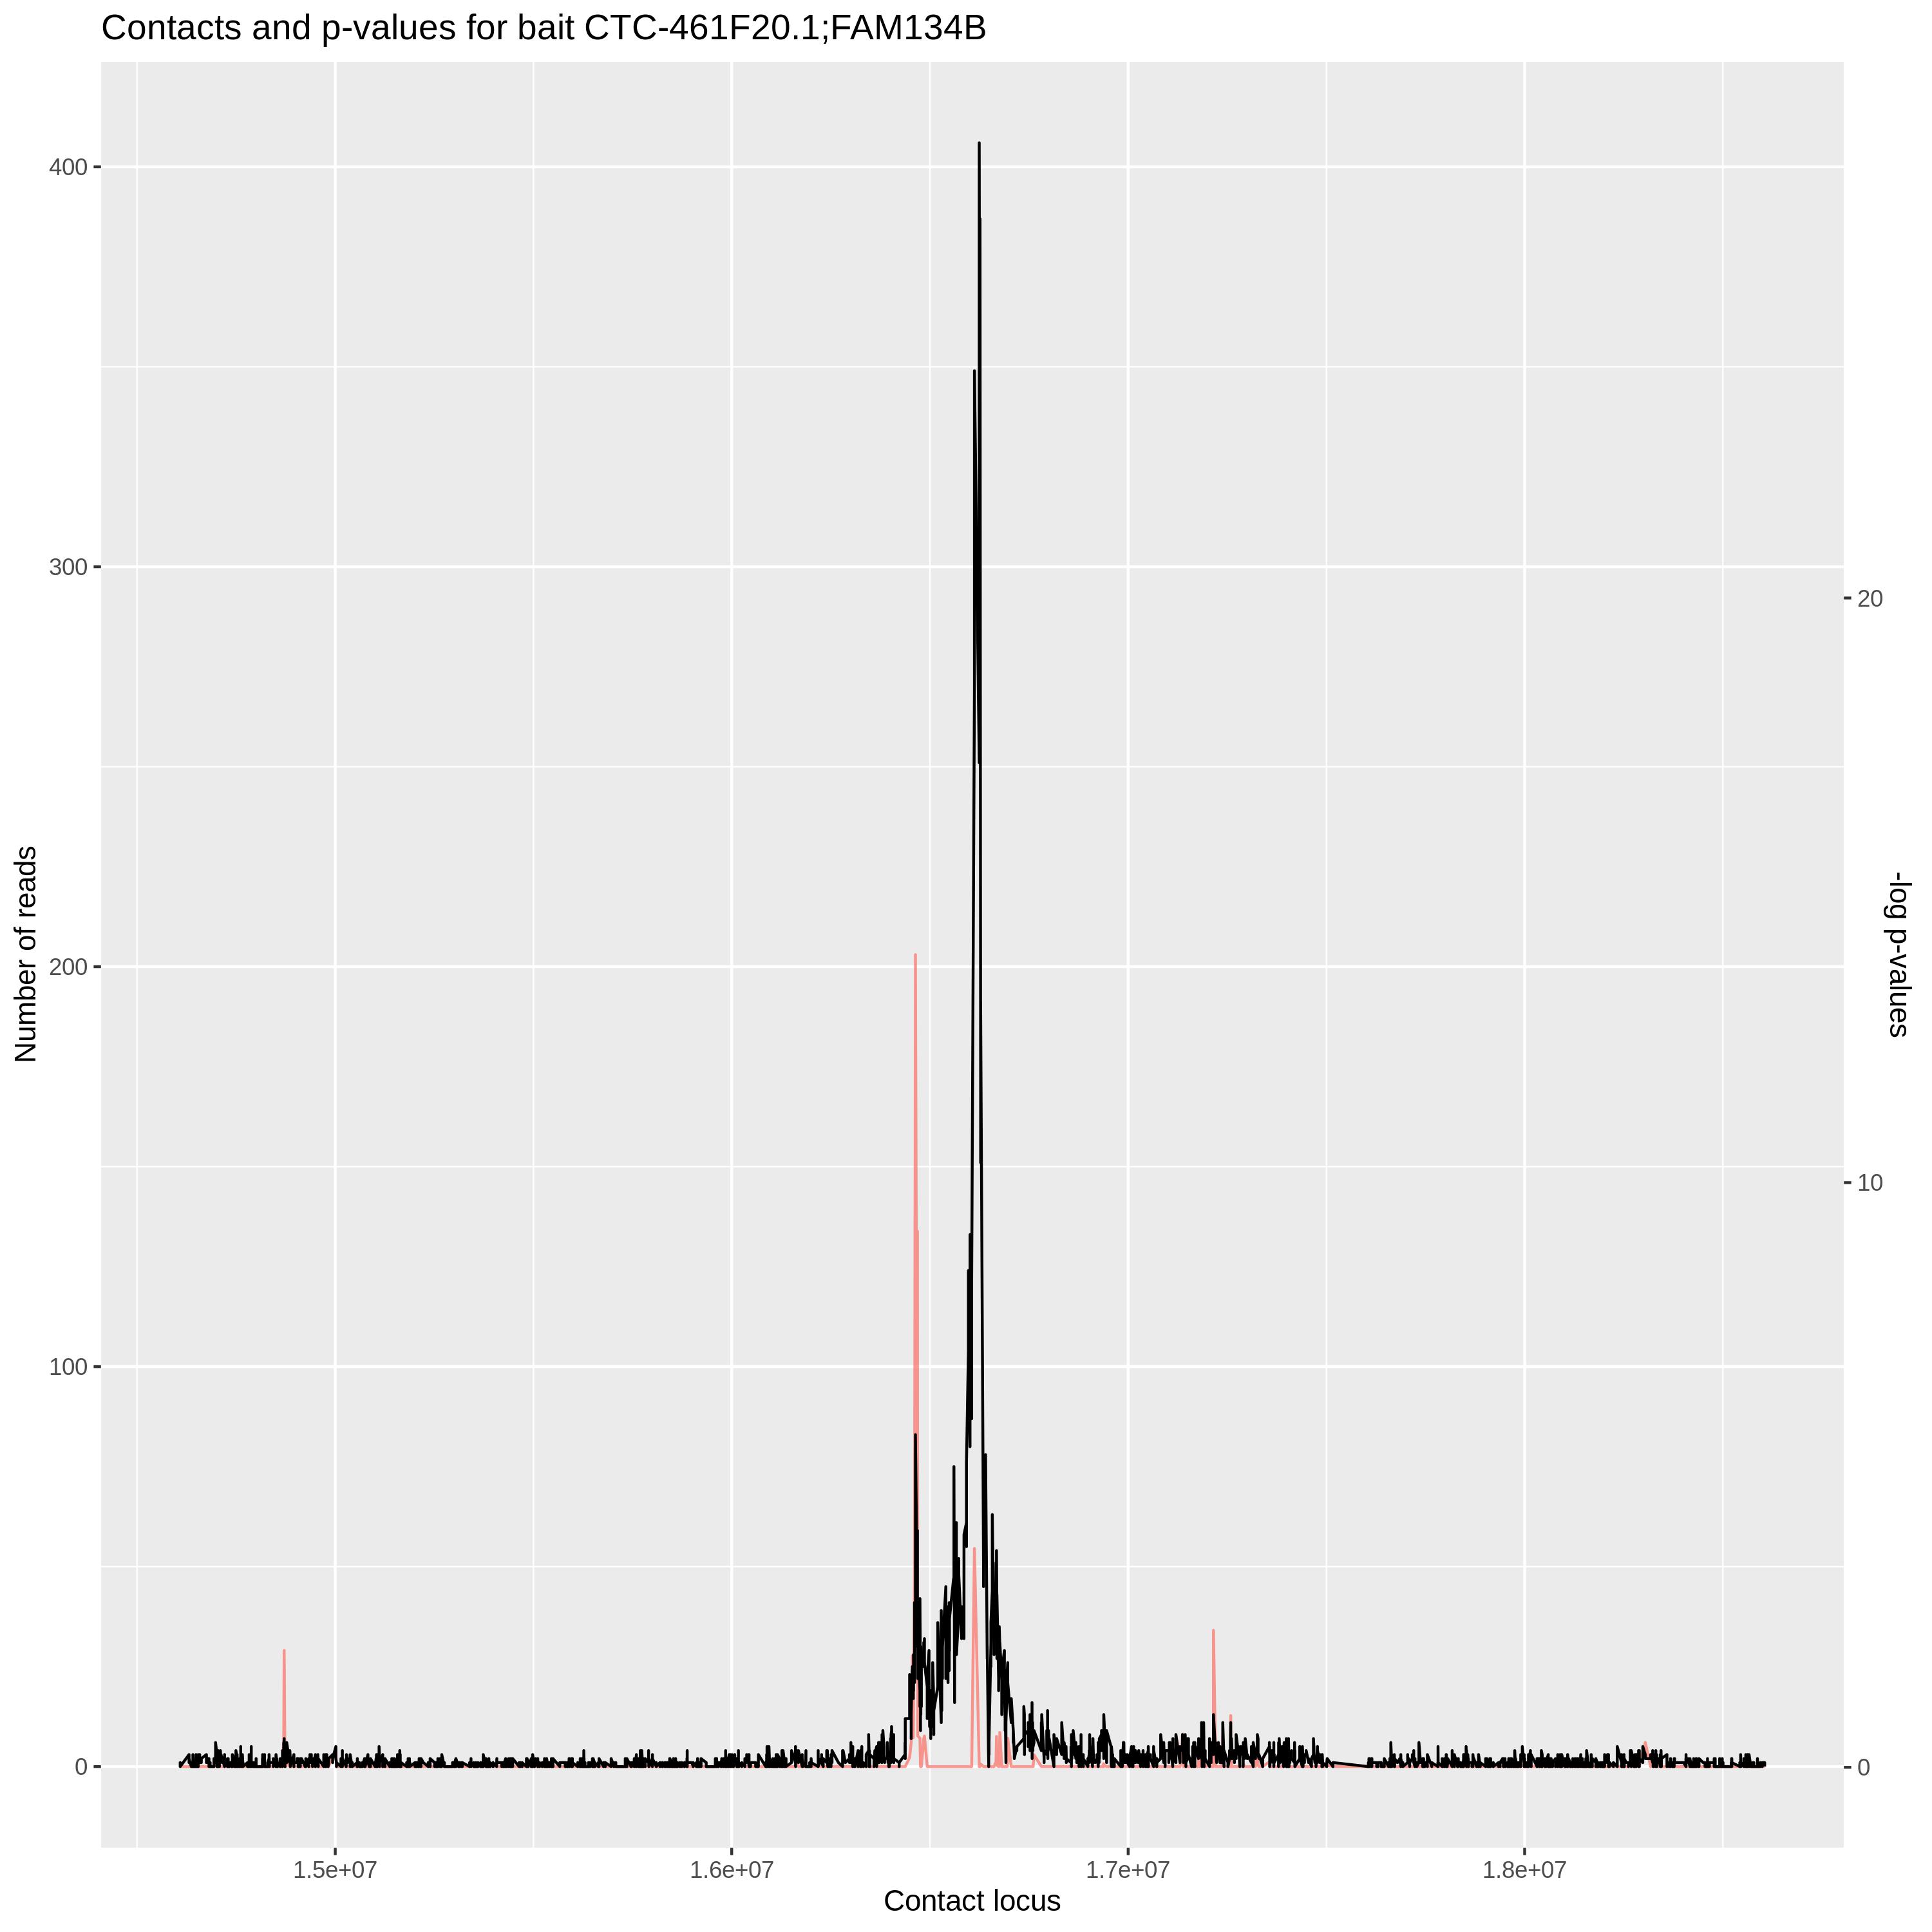 Contacts and p-values for bait CTC-461F20.1;FAM134B
400
300
200
100
0
Number of reads
20
10
0
-log p-values
1.5e+07
1.6e+07
1.7e+07
1.8e+07
Contact locus